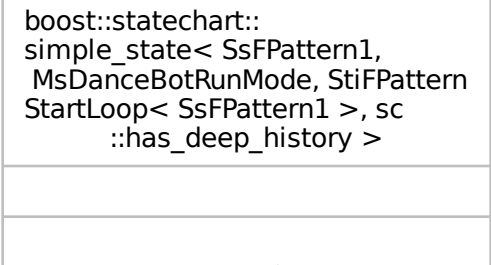 boost::statechart::
simple_state< SsFPattern1,
MsDanceBotRunMode, StiFPattern
StartLoop< SsFPattern1 >, sc
::has_deep_history >